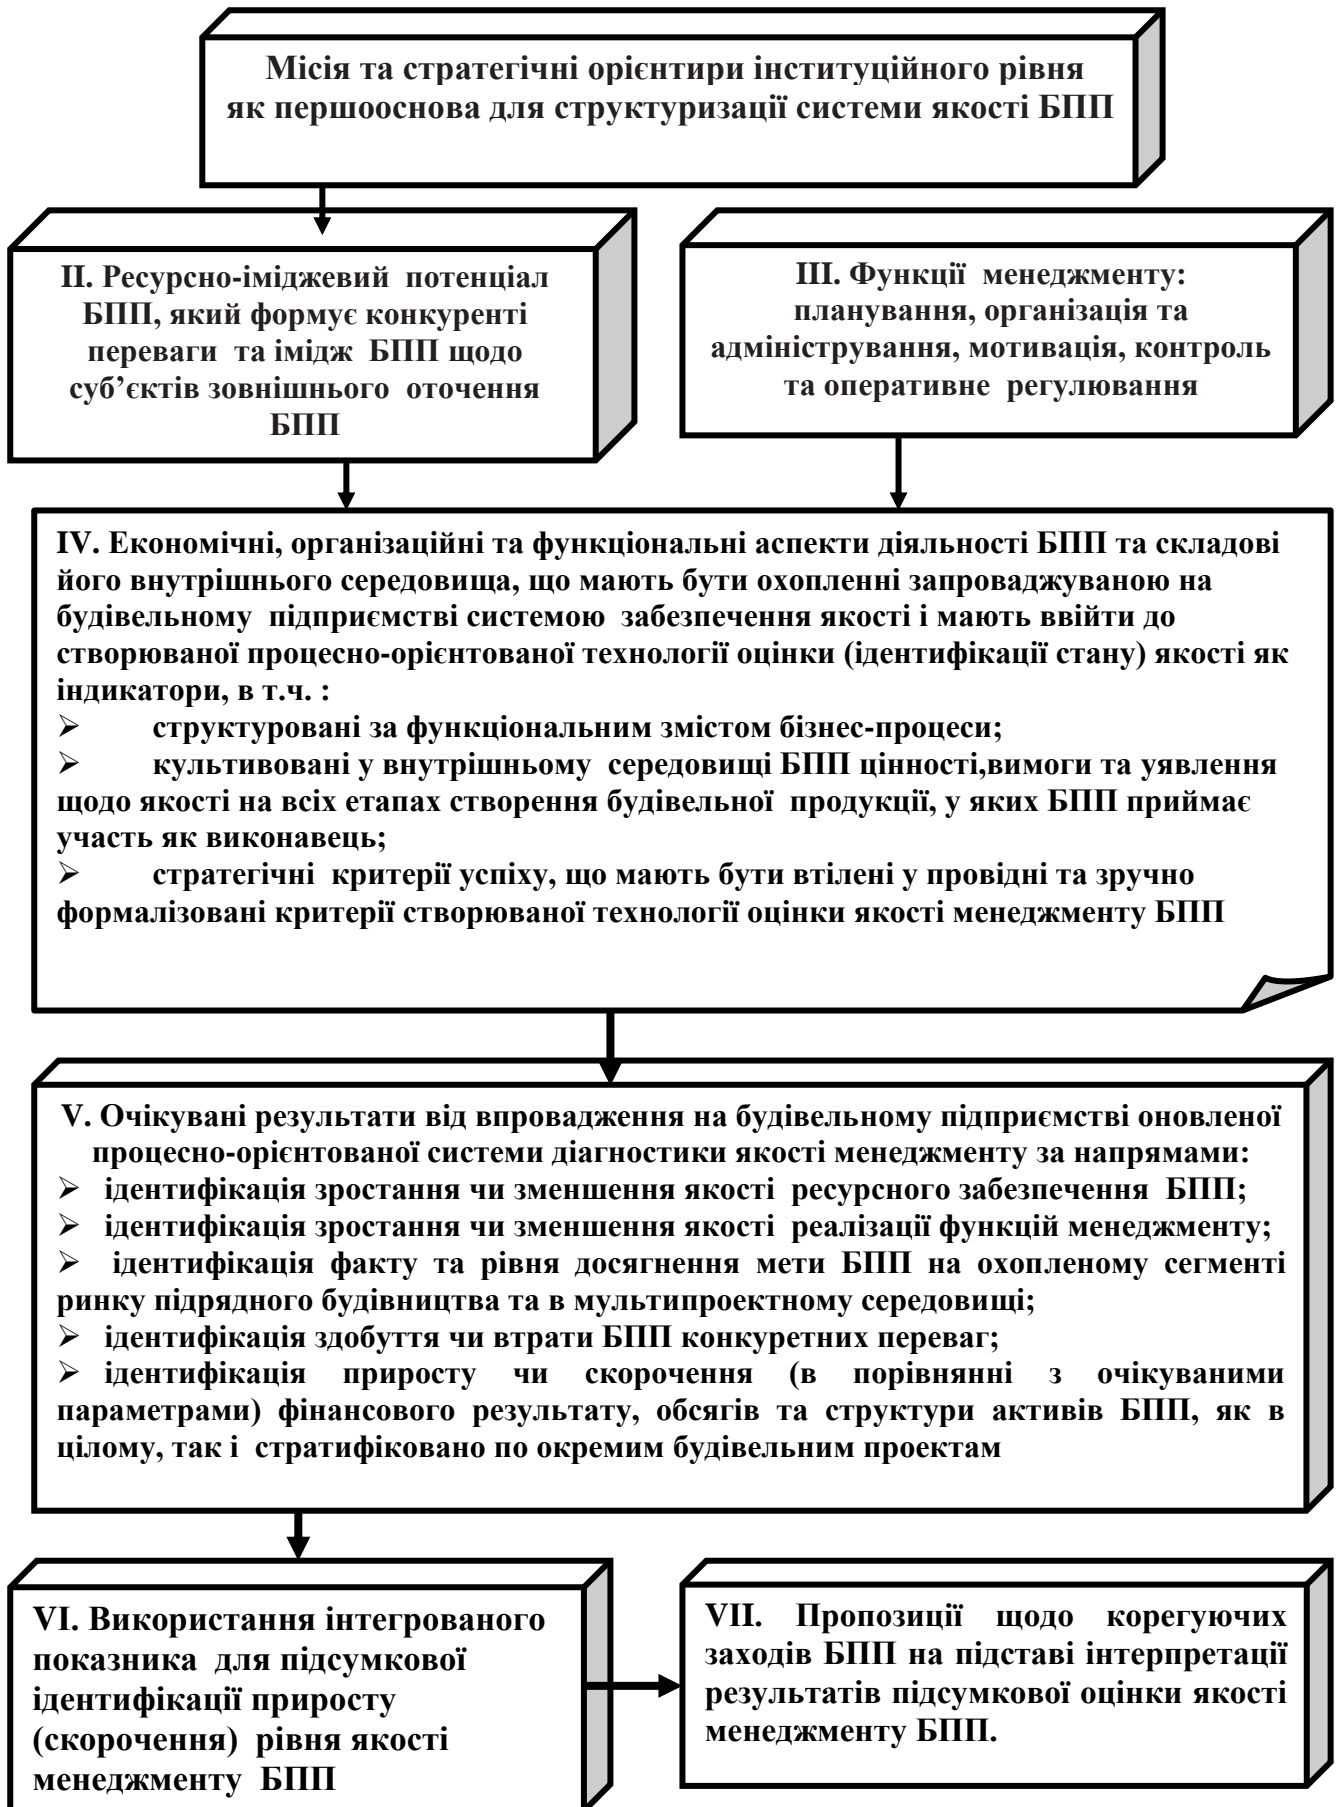 Місія та стратегічні орієнтири інституційного рівня
як першооснова для структуризації системи якості БПП
ІІ. Ресурсно-іміджевий потенціал
БПП, який формує конкуренті
переваги та імідж БПП щодо
суб’єктів зовнішнього оточення
БПП
ІІІ. Функції менеджменту:
планування, організація та
адміністрування, мотивація, контроль
та оперативне регулювання
IV. Економічні, організаційні та функціональні аспекти діяльності БПП та складові
його внутрішнього середовища, що мають бути охопленні запроваджуваною на
будівельному підприємстві системою забезпечення якості і мають ввійти до
створюваної процесно-орієнтованої технології оцінки (ідентифікації стану) якості як
індикатори, в т.ч. :
➢ структуровані за функціональним змістом бізнес-процеси;
➢ культивовані у внутрішньому середовищі БПП цінності,вимоги та уявлення
щодо якості на всіх етапах створення будівельної продукції, у яких БПП приймає
участь як виконавець;
➢ стратегічні критерії успіху, що мають бути втілені у провідні та зручно
формалізовані критерії створюваної технології оцінки якості менеджменту БПП
V. Очікувані результати від впровадження на будівельному підприємстві оновленої
процесно-орієнтованої системи діагностики якості менеджменту за напрямами:
➢ ідентифікація зростання чи зменшення якості ресурсного забезпечення БПП;
➢ ідентифікація зростання чи зменшення якості реалізації функцій менеджменту;
➢ ідентифікація факту та рівня досягнення мети БПП на охопленому сегменті
ринку підрядного будівництва та в мультипроектному середовищі;
➢ ідентифікація здобуття чи втрати БПП конкуретних переваг;
➢ ідентифікація приросту чи скорочення (в порівнянні з очікуваними
параметрами) фінансового результату, обсягів та структури активів БПП, як в
цілому, так і стратифіковано по окремим будівельним проектам
VI. Використання інтегрованого
показника для підсумкової
ідентифікації приросту
(скорочення) рівня якості
менеджменту БПП
VII. Пропозиції щодо корегуючих
заходів БПП на підставі інтерпретації
результатів підсумкової оцінки якості
менеджменту БПП.